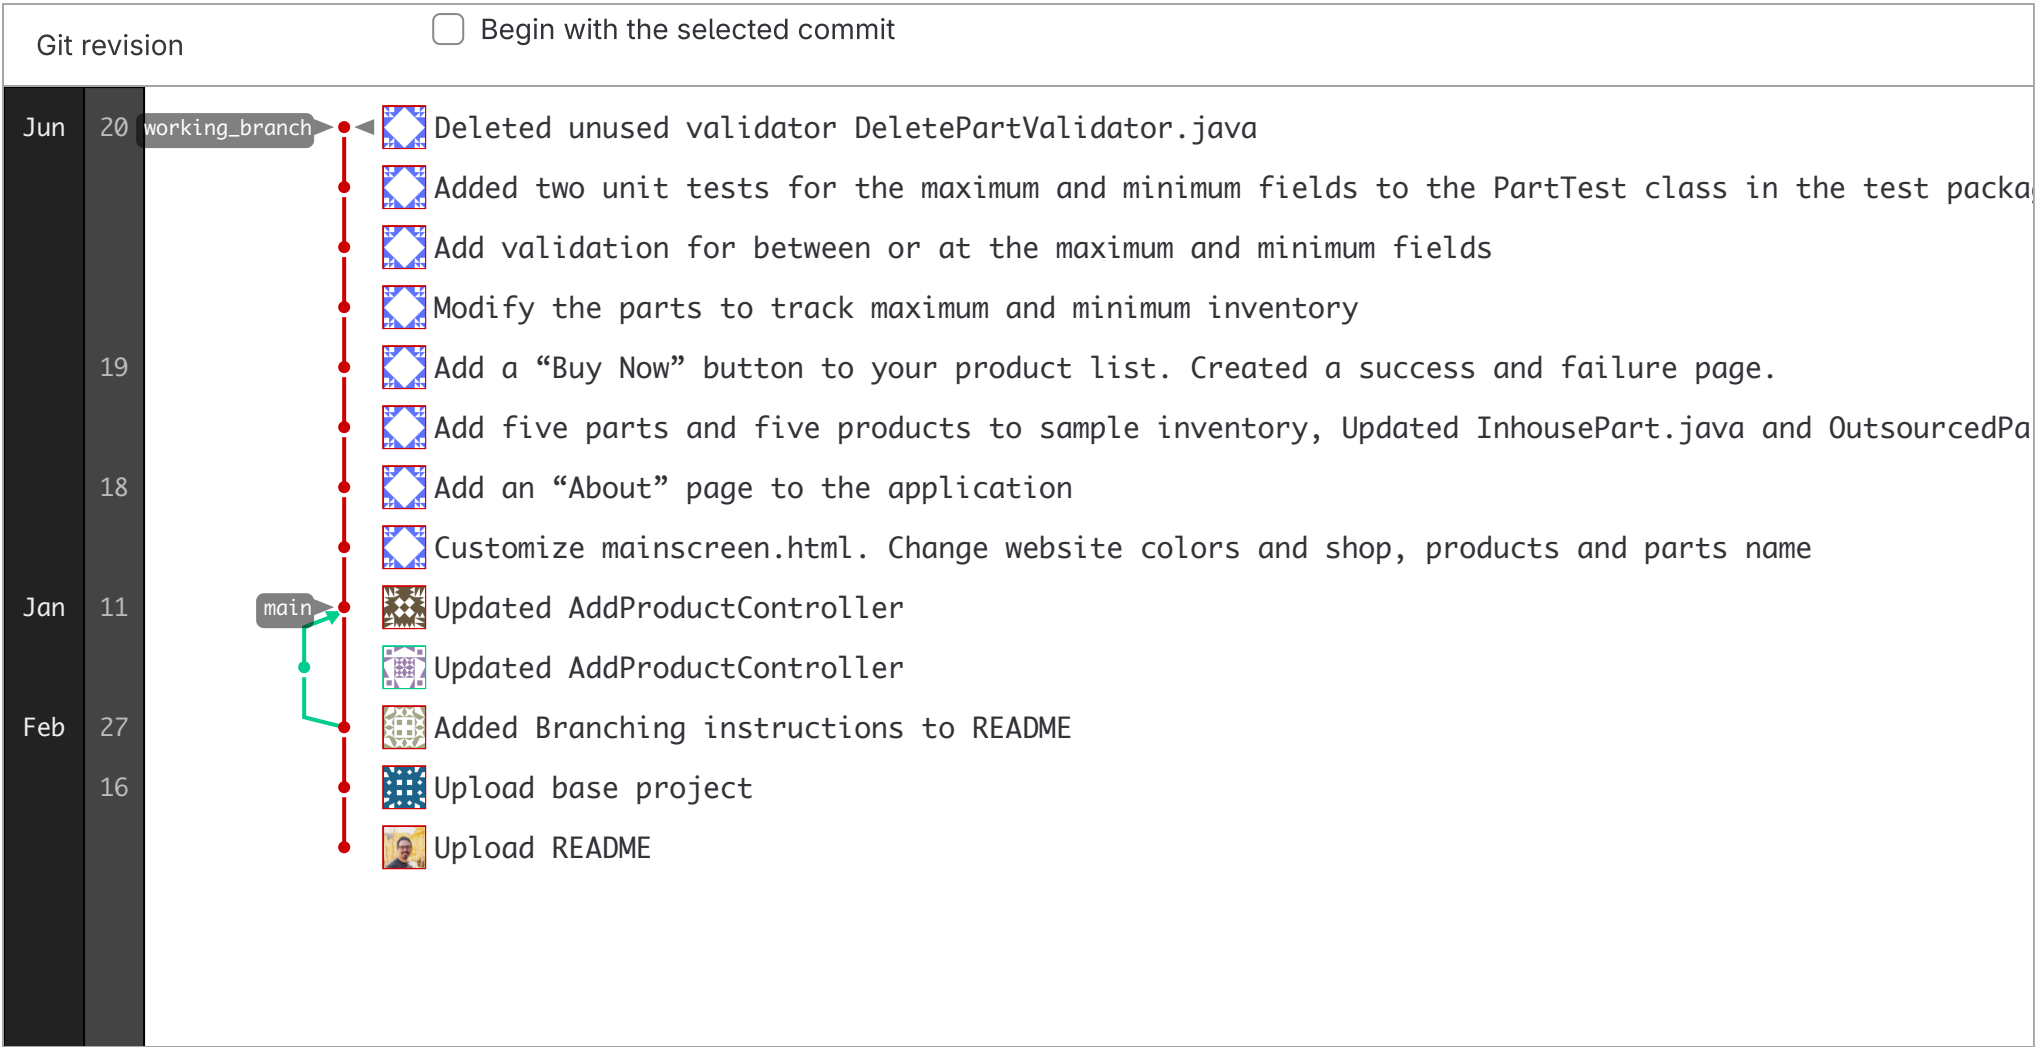 Git revision
Begin with the selected commit
Jun 20 working_branch Deleted unused validator DeletePartValidator.java
Added two unit tests for the maximum and minimum fields to the PartTest class in the test
Add validation for between or at the maximum and minimum fields
Modify the parts to track maximum and minimum inventory
19 Add a “Buy Now” button to your product list. Created a success and failure page.
Add five parts and five products to sample inventory, Updated InhousePart.java and OutsourcedPa
18 Add an “About” page to the application
Customize mainscreen.html. Change website colors and shop, products and parts name
Jan 11 main Updated AddProductController
Updated AddProductController
Feb 27 Added Branching instructions to README
16 Upload base project
Upload README